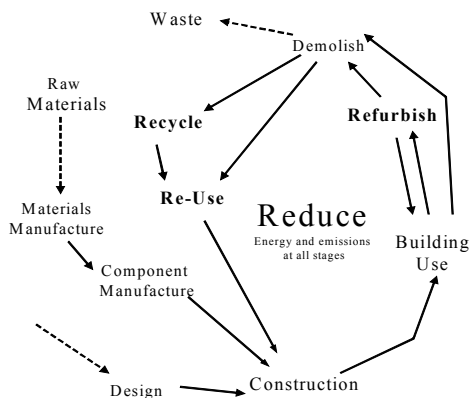 Waste
Demolish
Raw
Materials
Recycle
Refurbish
Re-Use
Materials
Manufacture
Reduce
Energy and emissions
at all stages
Building
Use
Component
Manufacture
Design
Construction